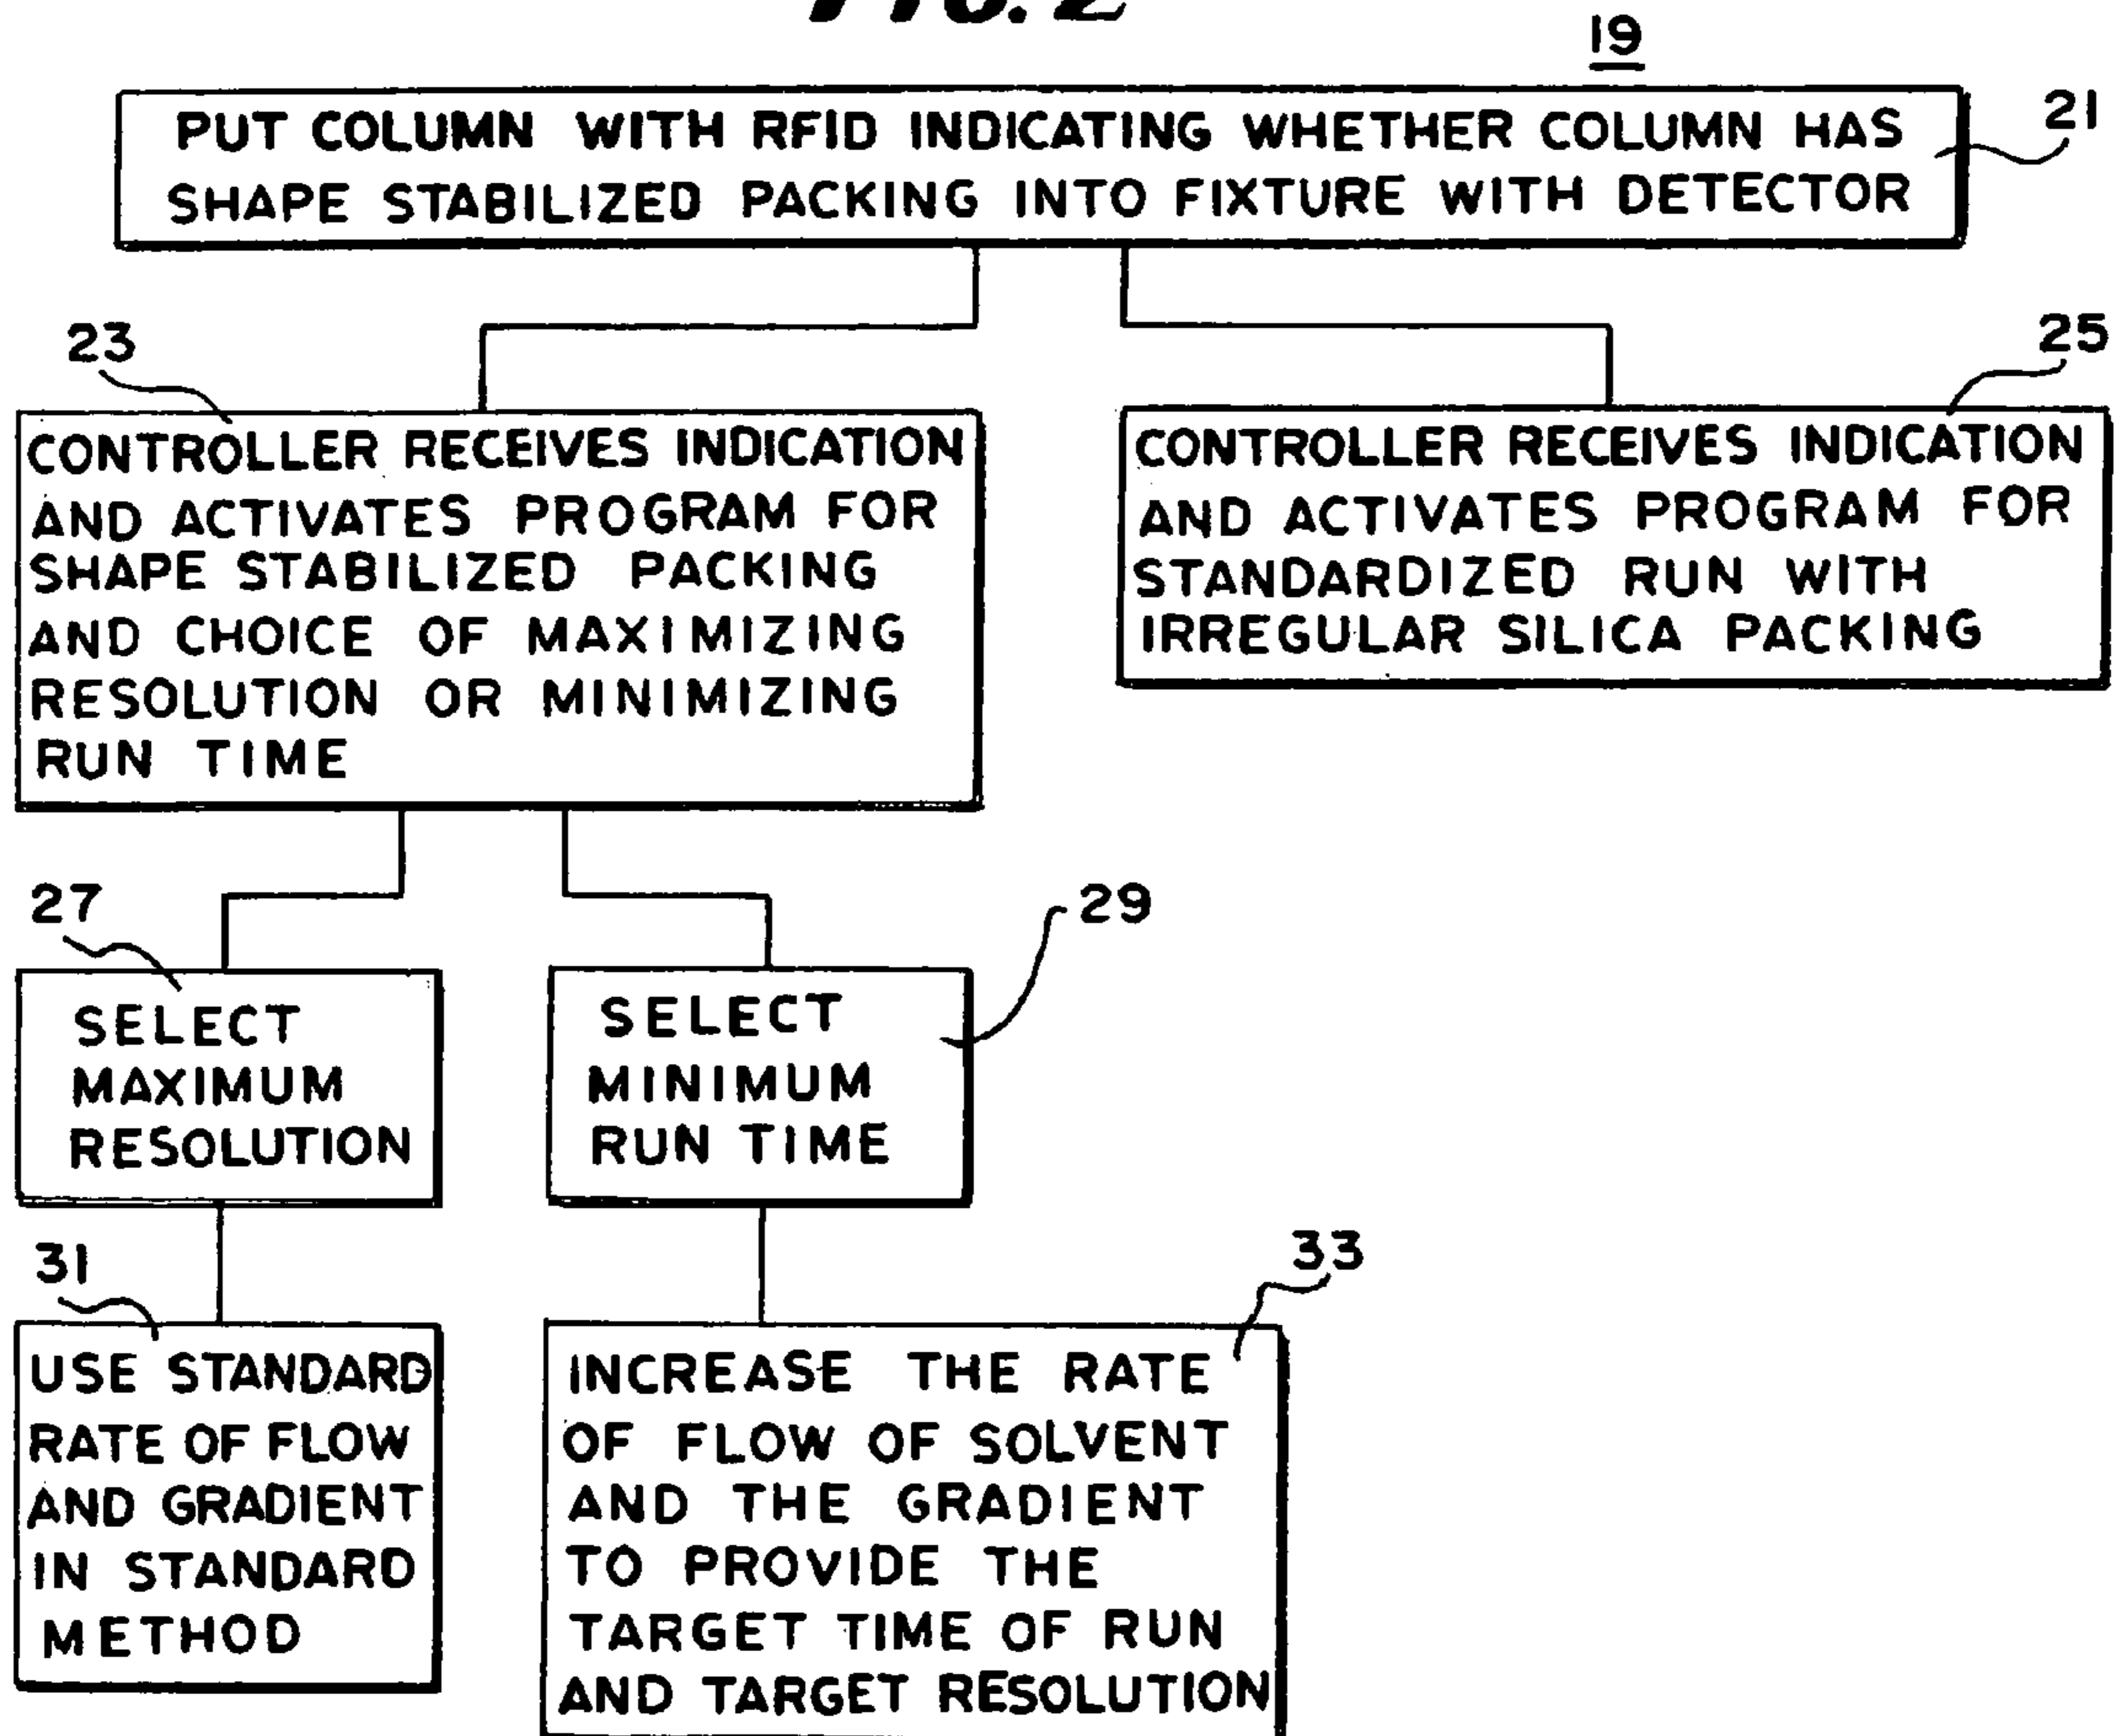 FIG. 2
19
21
PUT COLUMN WITH RFID INDICATING WHETHER COLUMN HAS
SHAPE STABILIZED PACKING INTO FIXTURE WITH DETECTOR
23
CONTROLLER RECEIVES INDICATION
AND ACTIVATES PROGRAM FOR
SHAPE STABILIZED PACKING
AND CHOICE OF MAXIMIZING
RESOLUTION OR MINIMIZING
RUN TIME
25
CONTROLLER RECEIVES INDICATION
AND ACTIVATES PROGRAM FOR
STANDARDIZED RUN WITH
IRREGULAR SILICA PACKING
27
SELECT
MAXIMUM
RESOLUTION
29
SELECT
MINIMUM
RUN TIME
31
USE STANDARD
RATE OF FLOW
AND GRADIENT
IN STANDARD
METHOD
33
INCREASE THE RATE
OF FLOW OF SOLVENT
AND THE GRADIENT
TO PROVIDE THE
TARGET TIME OF RUN
AND TARGET RESOLUTION